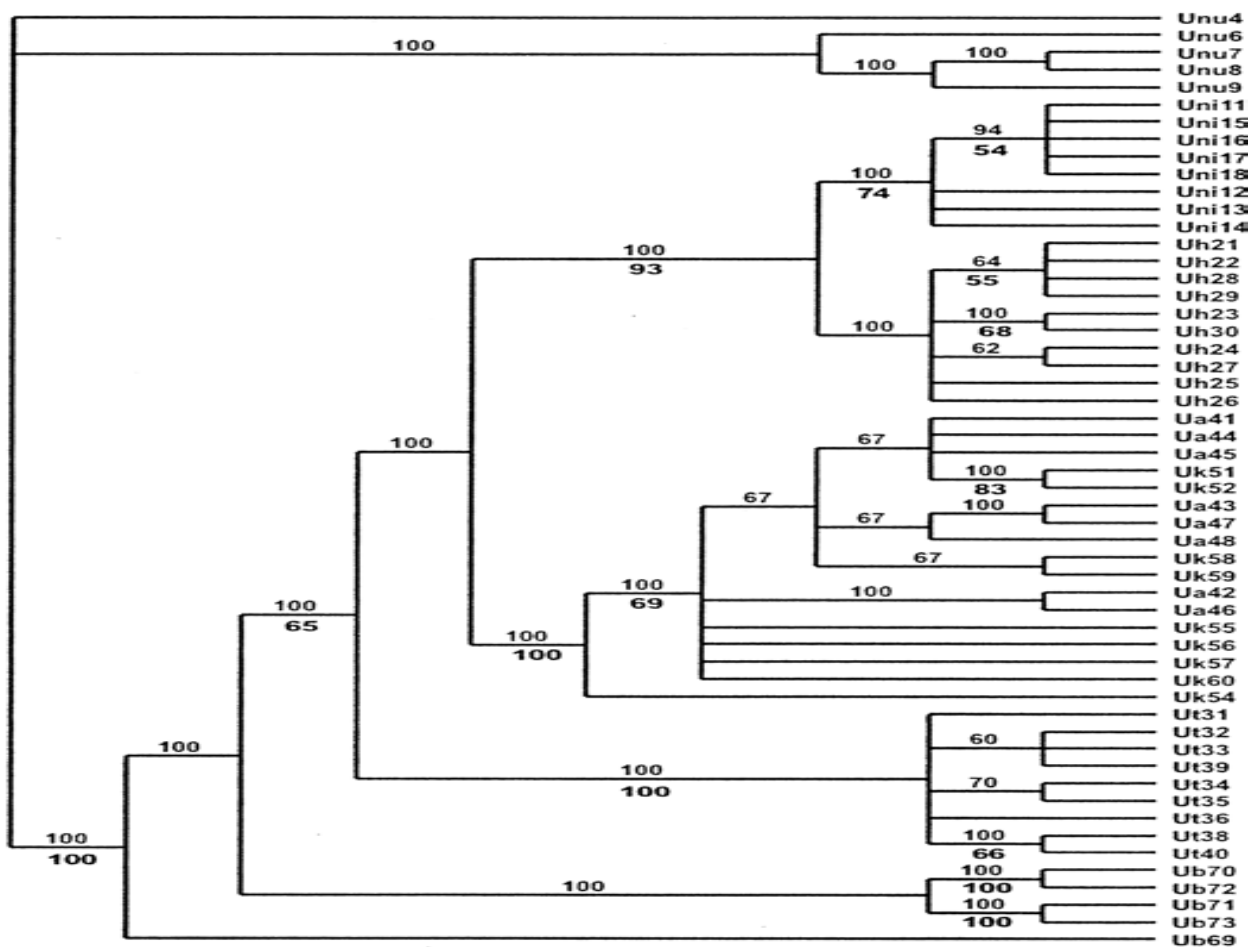 Unu4
Unu6
100
Unu7
100
Unu8
100
Unu9
Uni11
Uni15
94
Uni16
54
Uni17
100
Uni18
74
Uni12
Uni13
Uni14
100
Uh21
93
64
Uh22
55
Uh28
Uh29
100
Uh23
100
68
Uh30
62
Uh24
Uh27
Uh25
Uh26
Ua41
100
67
Ua44
Ua45
100
Uk51
83
Uk52
67
100
Ua43
67
Ua47
Ua48
67
Uk58
Uk59
100
69
100
Ua42
100
65
Ua46
Uk55
100
100
Uk56
Uk57
Uk60
Uk54
Ut31
60
Ut32
100
Ut33
100
100
Ut39
70
Ut34
Ut35
Ut36
100
100
100
Ut38
66
Ut40
100
100
Ub70
100
Ub72
100
Ub71
100
Ub73
Ub69